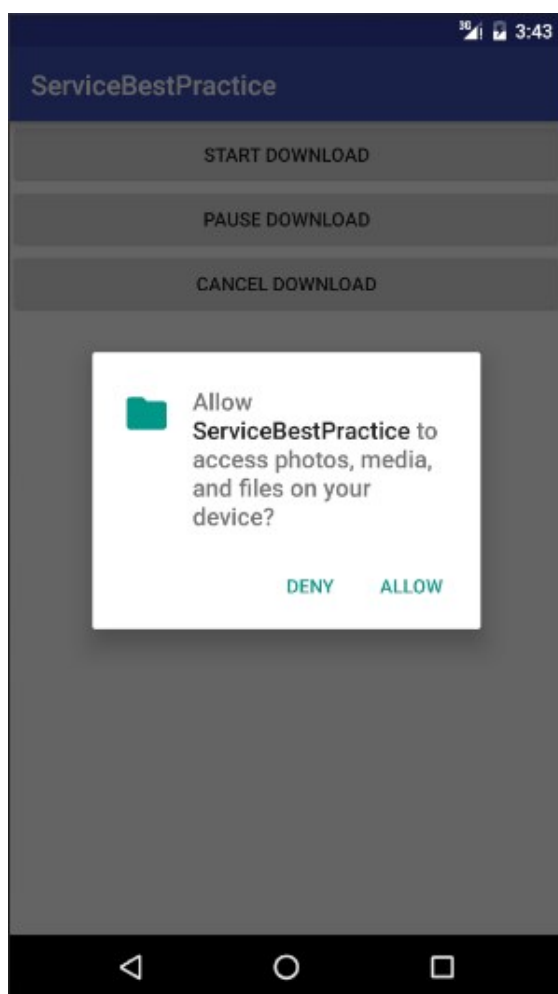 3G 3:43
ServiceBestPractice
START DOWNLOAD
PAUSE DOWNLOAD
CANCEL DOWNLOAD
Allow
ServiceBestPractice to
access photos, media,
and files on your
device?
DENY ALLOW